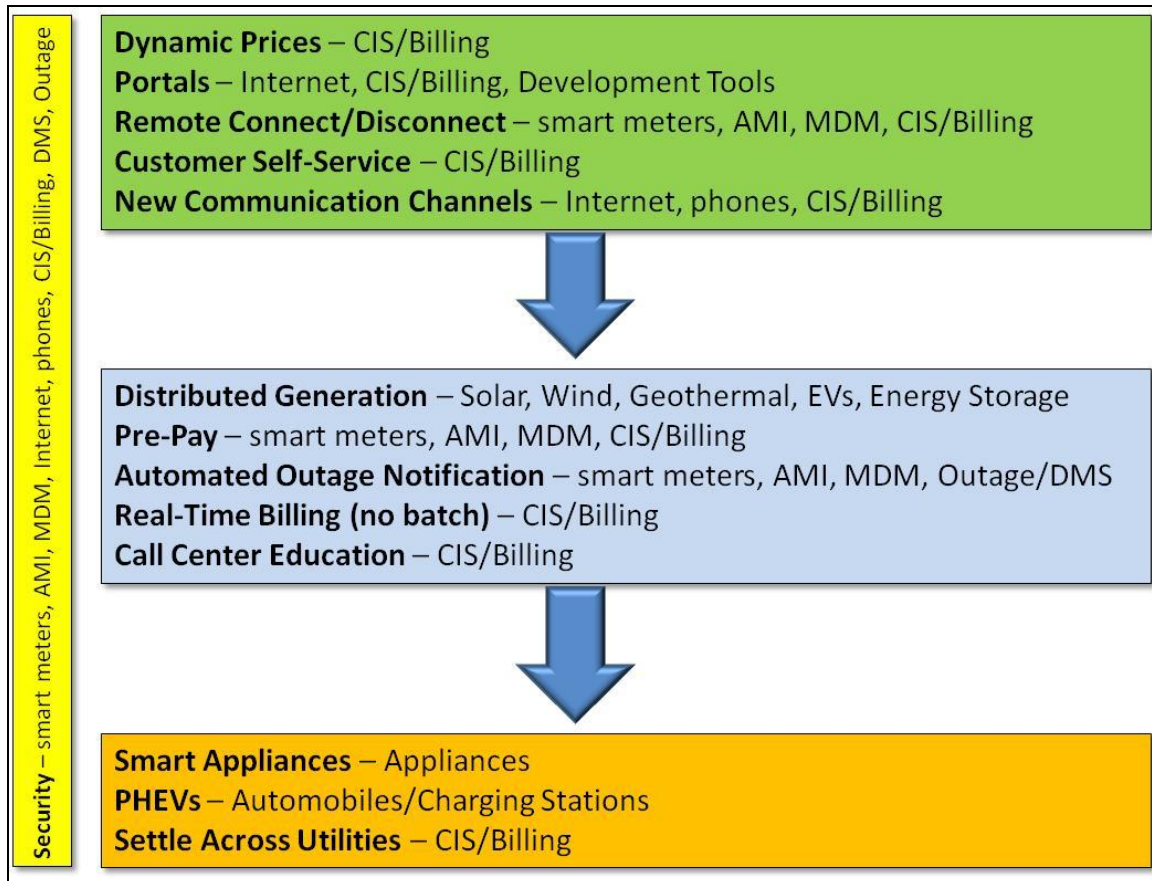 Security – smart meters, AMI, MDM, Internet, phones, CIS/Billing, DMS, Outage
Dynamic Prices – CIS/Billing
Portals – Internet, CIS/Billing, Development Tools
Remote Connect/Disconnect – smart meters, AMI, MDM, CIS/Billing
Customer Self-Service – CIS/Billing
New Communication Channels – Internet, phones, CIS/Billing
Distributed Generation – Solar, Wind, Geothermal, EVs, Energy Storage
Pre-Pay – smart meters, AMI, MDM, CIS/Billing
Automated Outage Notification – smart meters, AMI, MDM, Outage/DMS
Real-Time Billing (no batch) – CIS/Billing
Call Center Education – CIS/Billing
Smart Appliances – Appliances
PHEVs – Automobiles/Charging Stations
Settle Across Utilities – CIS/Billing